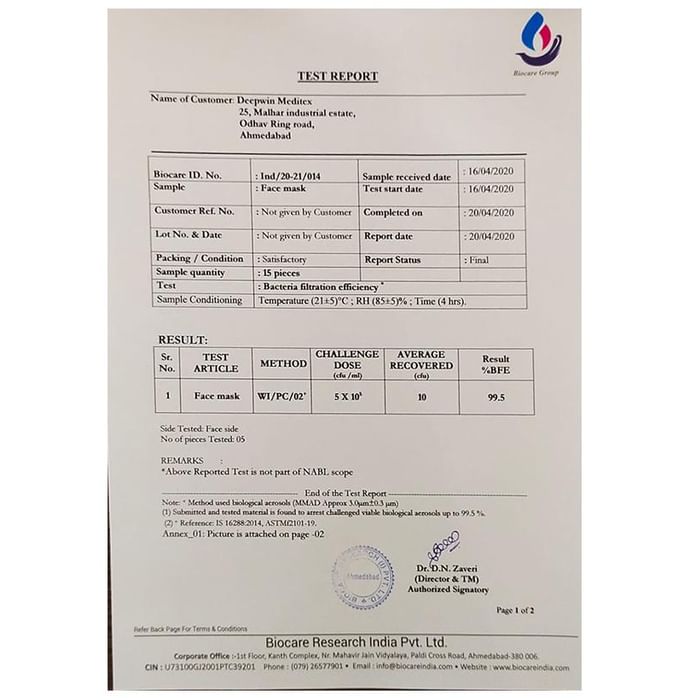 Biocare Group
TEST REPORT
Name of Customer: Deepwin Meditex
25, Malhar industrial estate,
Odhav Ring road,
Ahmedabad
Biocare ID. No. : Ind/20-21/014 Sample received date : 16/04/2020
Sample : Face mask Test start date : 16/04/2020
Customer Ref. No. : Not given by Customer Completed on : 20/04/2020
Lot No. & Date : Not given by Customer Report date : 20/04/2020
Packing / Condition : Satisfactory Report Status : Final
Sample quantity : 15 pieces
Test : Bacteria filtration efficiency *
Sample Conditioning Temperature (21±5)°C ; RH (85±5)% ; Time (4 hrs).
RESULT:
Sr. No. TEST ARTICLE METHOD CHALLENGE DOSE (cfu /ml) AVERAGE RECOVERED (cfu) Result %BFE
1 Face mask WI/PC/02+ 5 X 10 10 99.5
Side Tested: Face side
No of pieces Tested: 05
REMARKS :
*Above Reported Test is not part of NABL scope
End of the Test Report
Note: * Method used biological aerosols (MMAD Approx 3.0μm±0.3 μm)
(1) Submitted and tested material is found to arrest challenged viable biological aerosols up to 99.5 %.
(2) + Reference: IS 16288:2014, ASTMf2101-19.
Annex_01: Picture is attached on page -02
Ahmedabad
Dr. D.N. Zaveri
(Director & TM)
Authorized Signatory
Page 1 of 2
Refer Back Page For Terms & Conditions
Biocare Research India Pvt. Ltd.
Corporate Office :-1st Floor, Kanth Complex, Nr. Mahavir Jain Vidyalaya, Paldi Cross Road, Ahmedabad-380 006.
CIN : U73100GJ2001PTC39201 Phone : (079) 26577901 • Email : info@biocareindia.com • Website : www.biocareindia.com